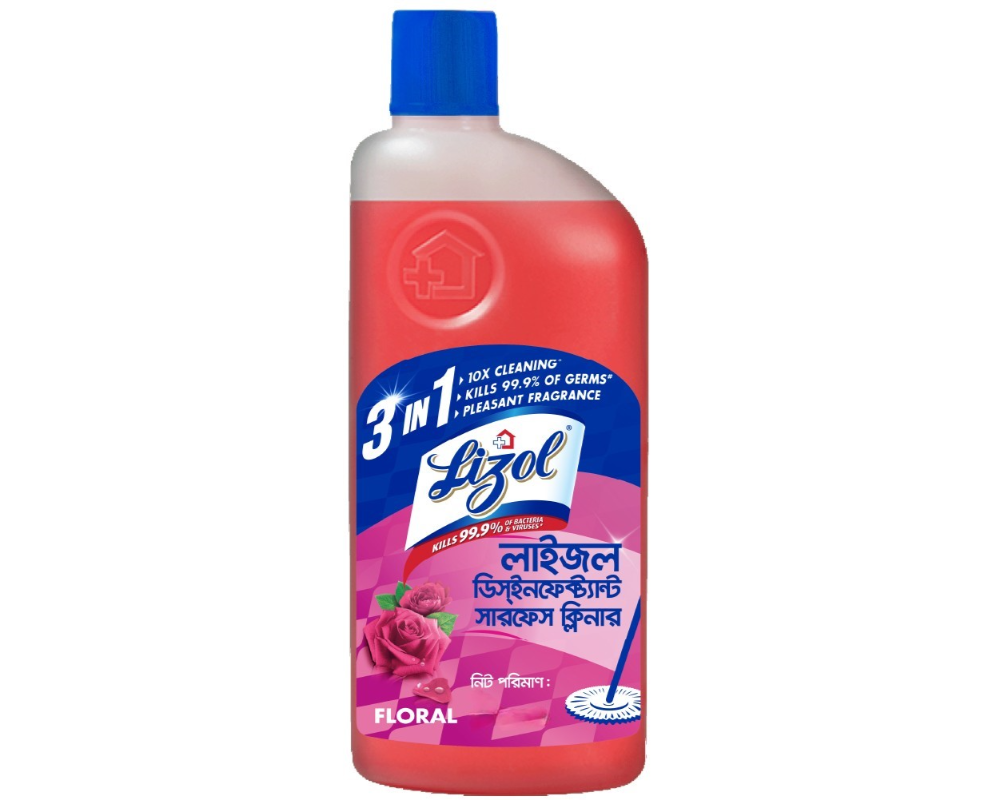 3 IN 1
10X CLEANING~
KILLS 99.9% OF GERMS#
PLEASANT FRAGRANCE
Lizol®
KILLS 99.9% OF BACTERIA & VIRUSES^
লাইজল
ডিস্ইনফেক্ট্যান্ট
সারফেস ক্লিনার
নিট পরিমাণ :
FLORAL